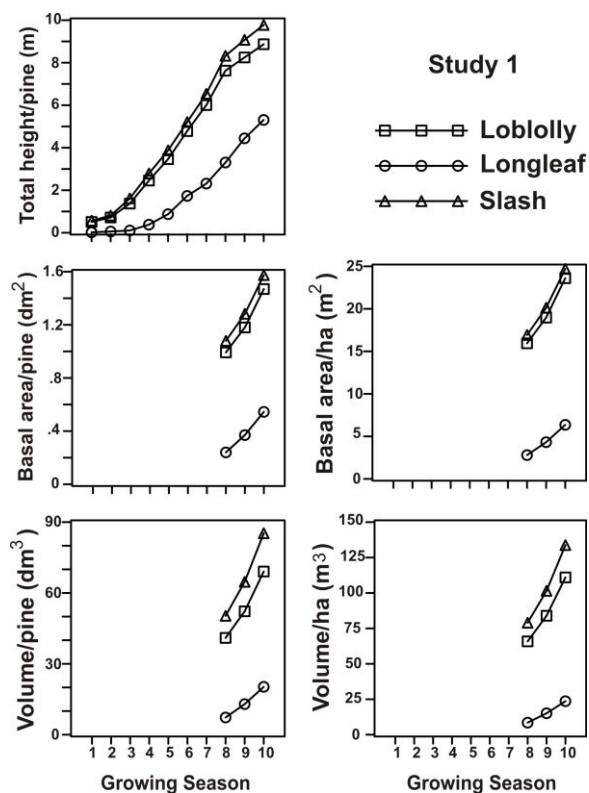 Study 1
Loblolly
Longleaf
Slash
Total height/pine (m)
10
8
6
4
2
0
Basal area/pine (dm²)
1.6
1.2
.8
.4
0
Basal area/ha (m²)
25
20
15
10
5
0
Volume/pine (dm³)
90
60
30
0
1 2 3 4 5 6 7 8 9 10
Growing Season
Volume/ha (m³)
150
125
100
75
50
25
0
1 2 3 4 5 6 7 8 9 10
Growing Season